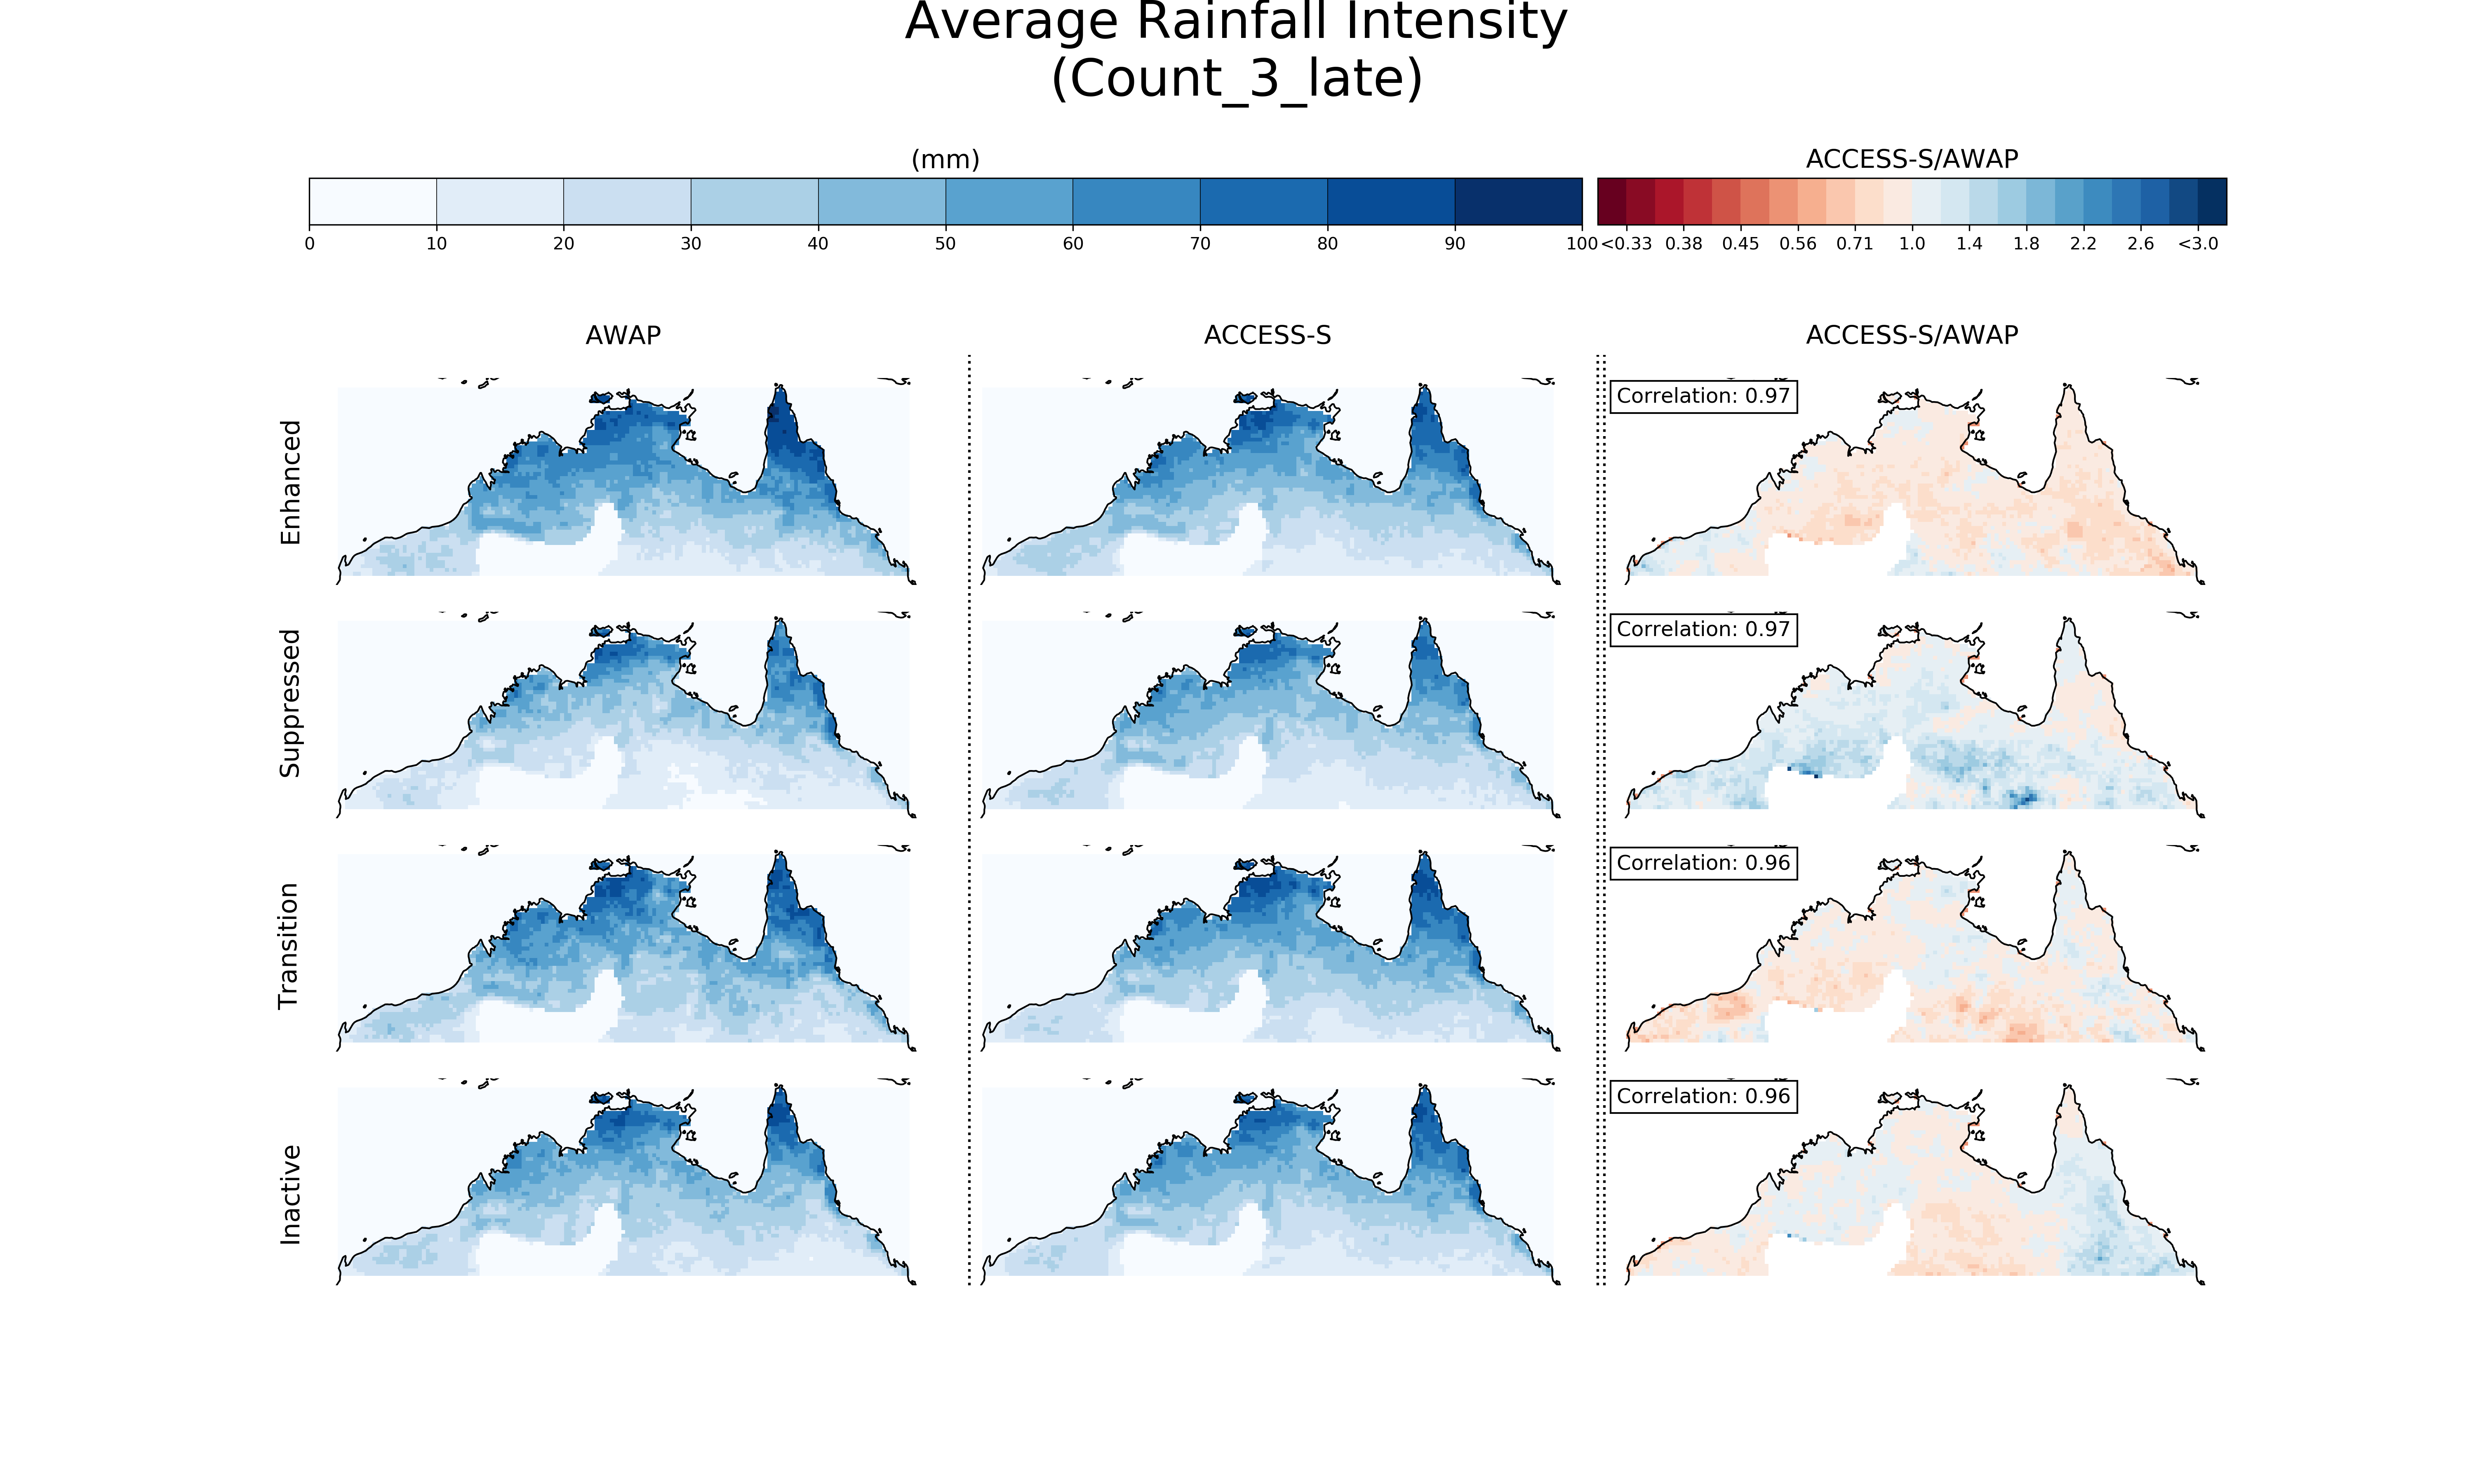 Average Rainfall Intensity
(Count_3_late)
(mm)
ACCESS-S/AWAP
0 10 20 30 40 50 60 70 80 90 100
<0.33 0.38 0.45 0.56 0.71 1.0 1.4 1.8 2.2 2.6 <3.0
AWAP
ACCESS-S
ACCESS-S/AWAP
Enhanced
Correlation: 0.97
Suppressed
Correlation: 0.97
Transition
Correlation: 0.96
Inactive
Correlation: 0.96